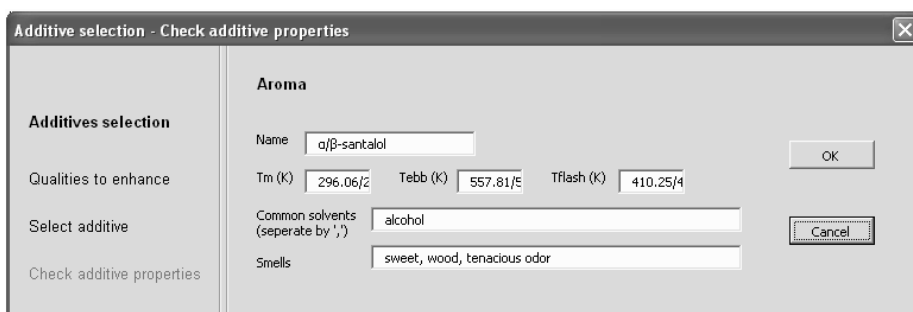 Additive selection - Check additive properties
Aroma
Additives selection
Name α/β-santalol
OK
Qualities to enhance
Tm (K) 296.06/2 Tebb (K) 557.81/5 Tflash (K) 410.25/4
Select additive
Common solvents
(seperate by ',') alcohol
Cancel
Check additive properties
Smells sweet, wood, tenacious odor